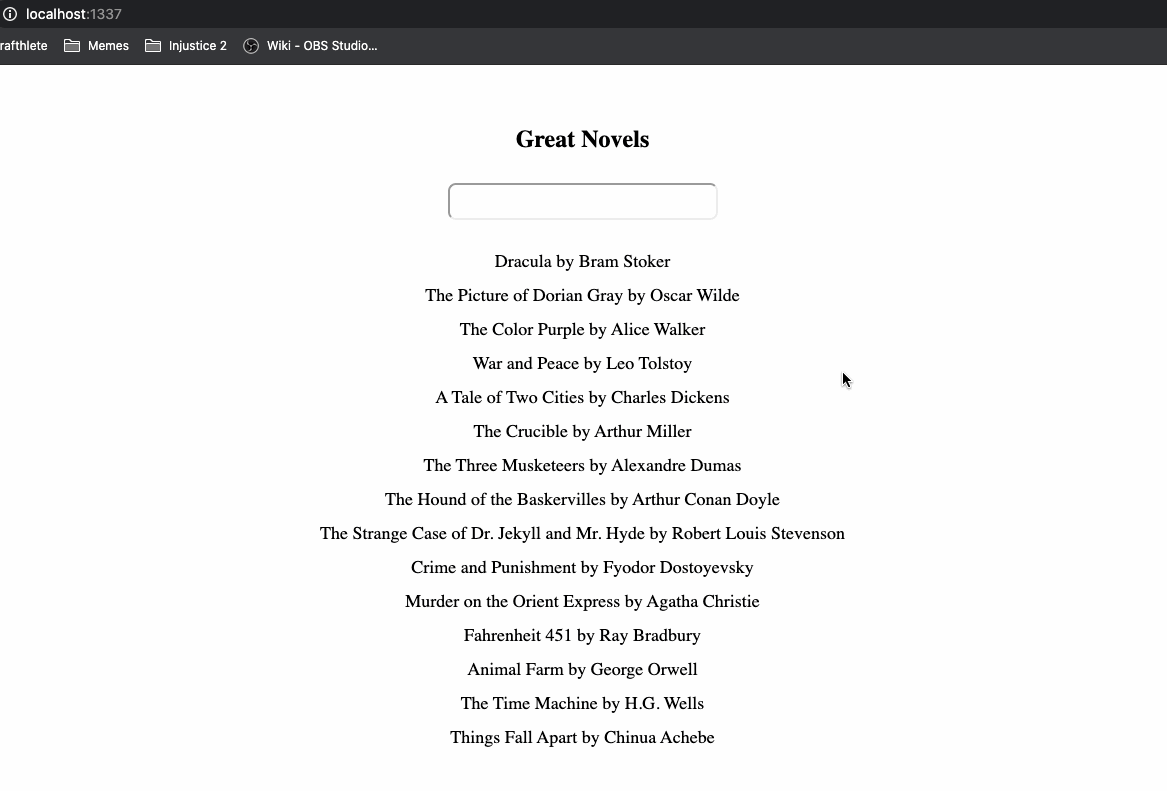 localhost:1337
rafthlete Memes Injustice 2 Wiki - OBS Studio...
Great Novels
Dracula by Bram Stoker
The Picture of Dorian Gray by Oscar Wilde
The Color Purple by Alice Walker
War and Peace by Leo Tolstoy
A Tale of Two Cities by Charles Dickens
The Crucible by Arthur Miller
The Three Musketeers by Alexandre Dumas
The Hound of the Baskervilles by Arthur Conan Doyle
The Strange Case of Dr. Jekyll and Mr. Hyde by Robert Louis Stevenson
Crime and Punishment by Fyodor Dostoyevsky
Murder on the Orient Express by Agatha Christie
Fahrenheit 451 by Ray Bradbury
Animal Farm by George Orwell
The Time Machine by H.G. Wells
Things Fall Apart by Chinua Achebe